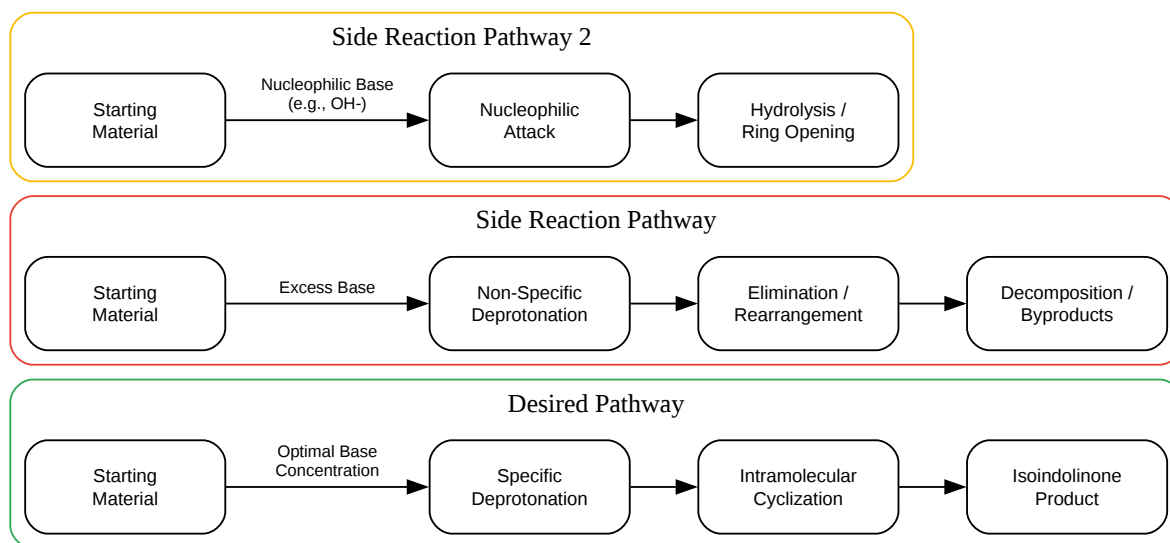 Side Reaction Pathway 2
Starting
Material
Nucleophilic Base
(e.g., OH-)
Nucleophilic
Attack
Hydrolysis /
Ring Opening
Side Reaction Pathway
Starting
Material
Excess Base
Non-Specific
Deprotonation
Elimination /
Rearrangement
Decomposition /
Byproducts
Desired Pathway
Starting
Material
Optimal Base
Concentration
Specific
Deprotonation
Intramolecular
Cyclization
Isoindolinone
Product